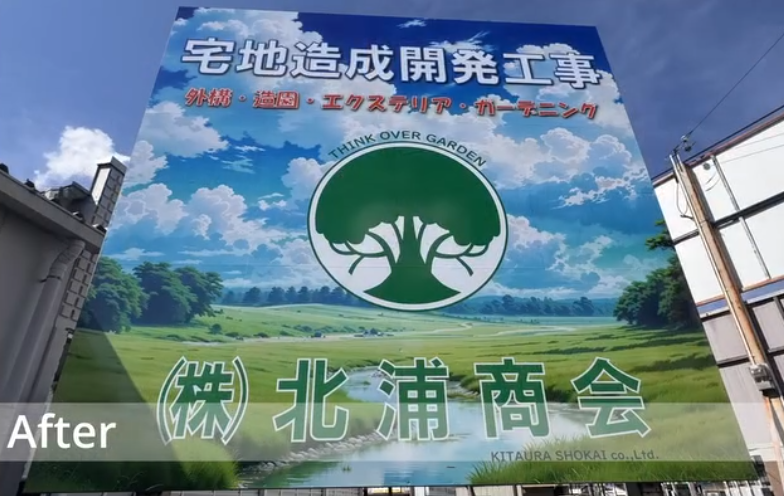 宅地造成開発工事
外構・造園・エクステリア・ガーデニング
THINK OVER GARDEN
㈱北浦商会
After
KITAURA SHOKAI co.,Ltd.